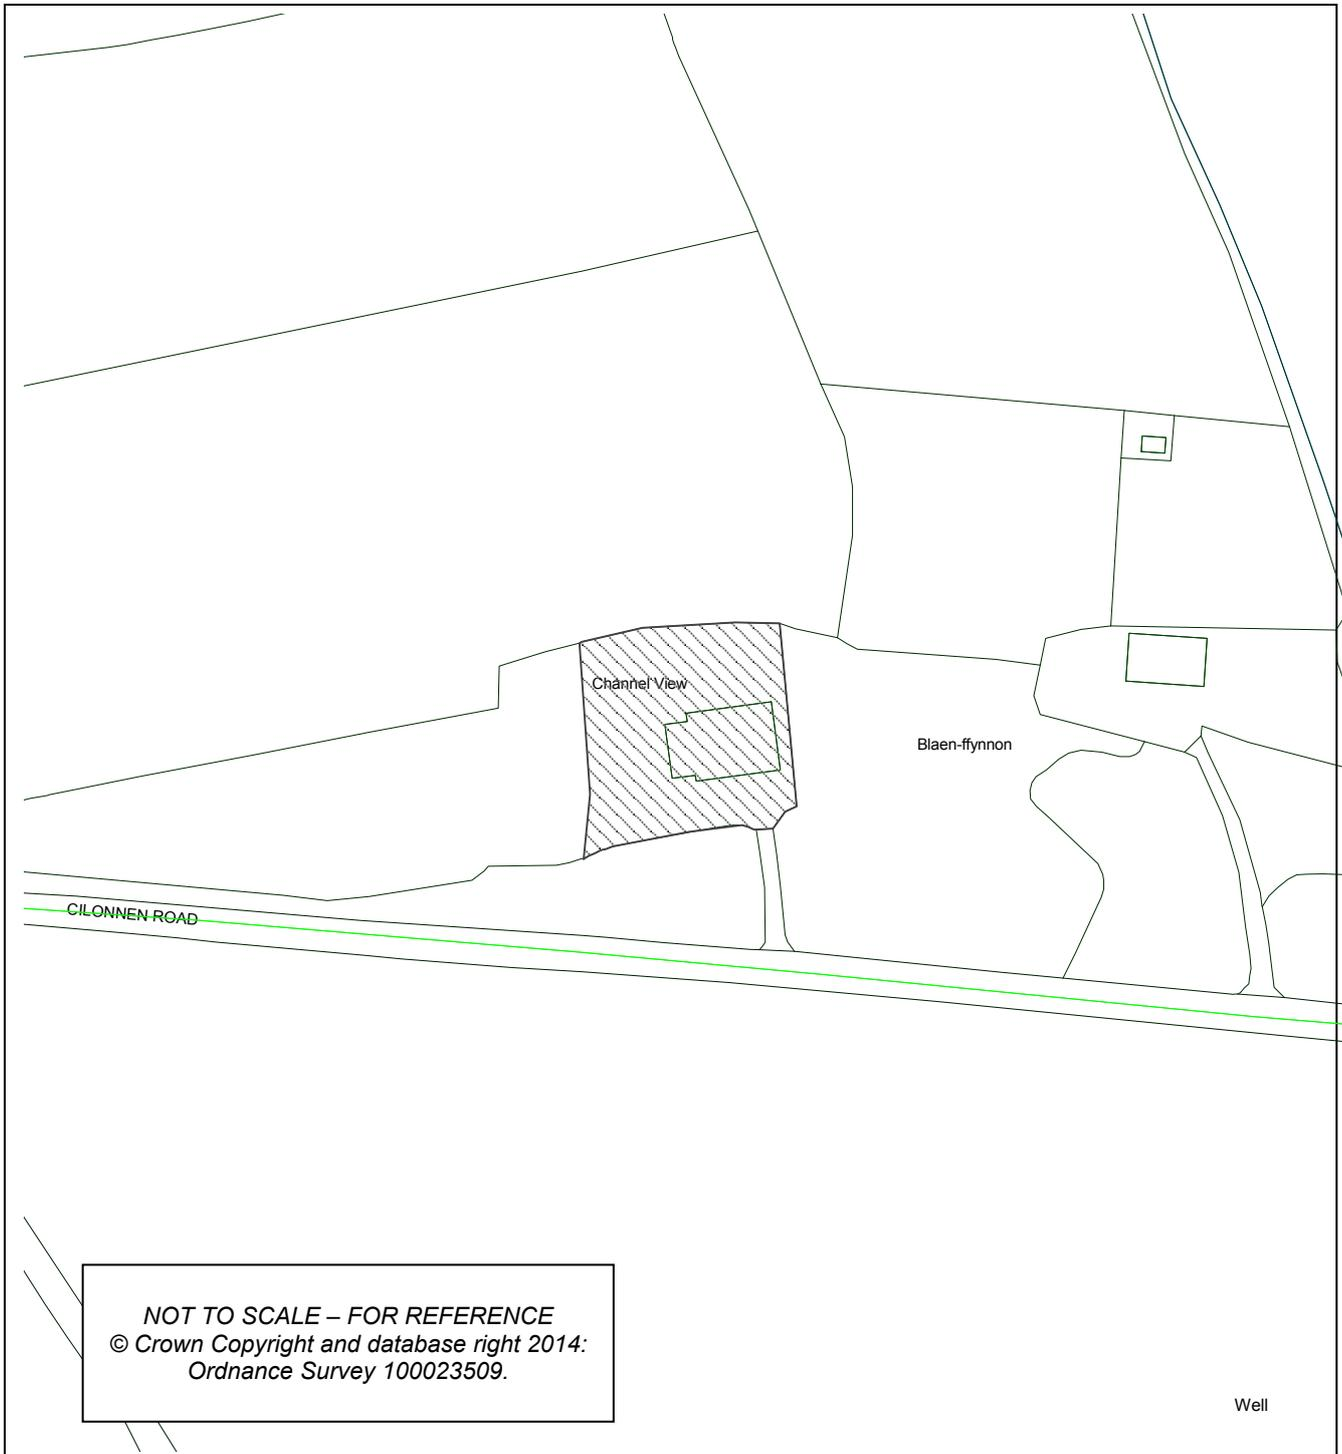 Channel View
Blaen-ffynnon
CILONNEN ROAD
NOT TO SCALE – FOR REFERENCE
© Crown Copyright and database right 2014:
Ordnance Survey 100023509.
Well